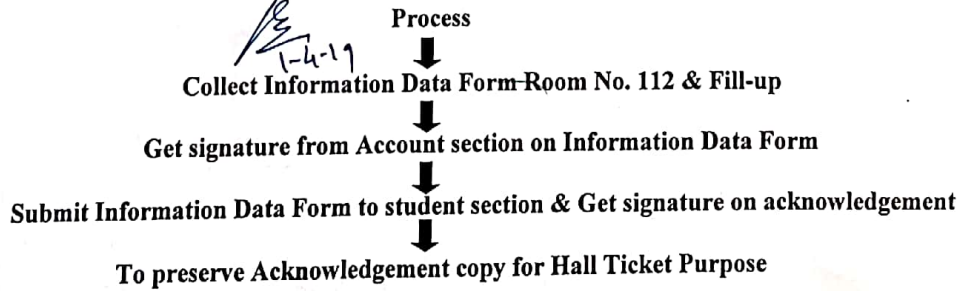 Process
1-4-19
Collect Information Data Form-Room No. 112 & Fill-up
Get signature from Account section on Information Data Form
Submit Information Data Form to student section & Get signature on acknowledgement
To preserve Acknowledgement copy for Hall Ticket Purpose